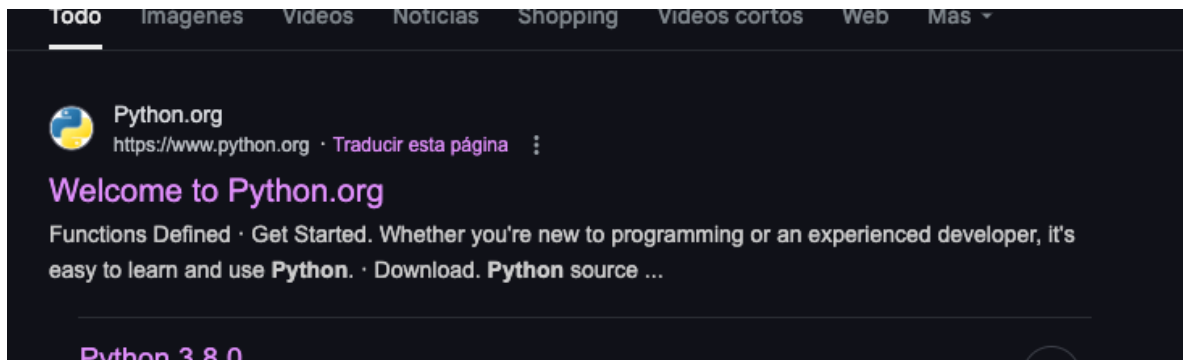 Todo Imágenes Videos Noticias Shopping Videos cortos Web Más
Python.org
https://www.python.org · Traducir esta página
Welcome to Python.org
Functions Defined · Get Started. Whether you're new to programming or an experienced developer, it's
easy to learn and use Python. · Download. Python source ...
Python 3.8.0